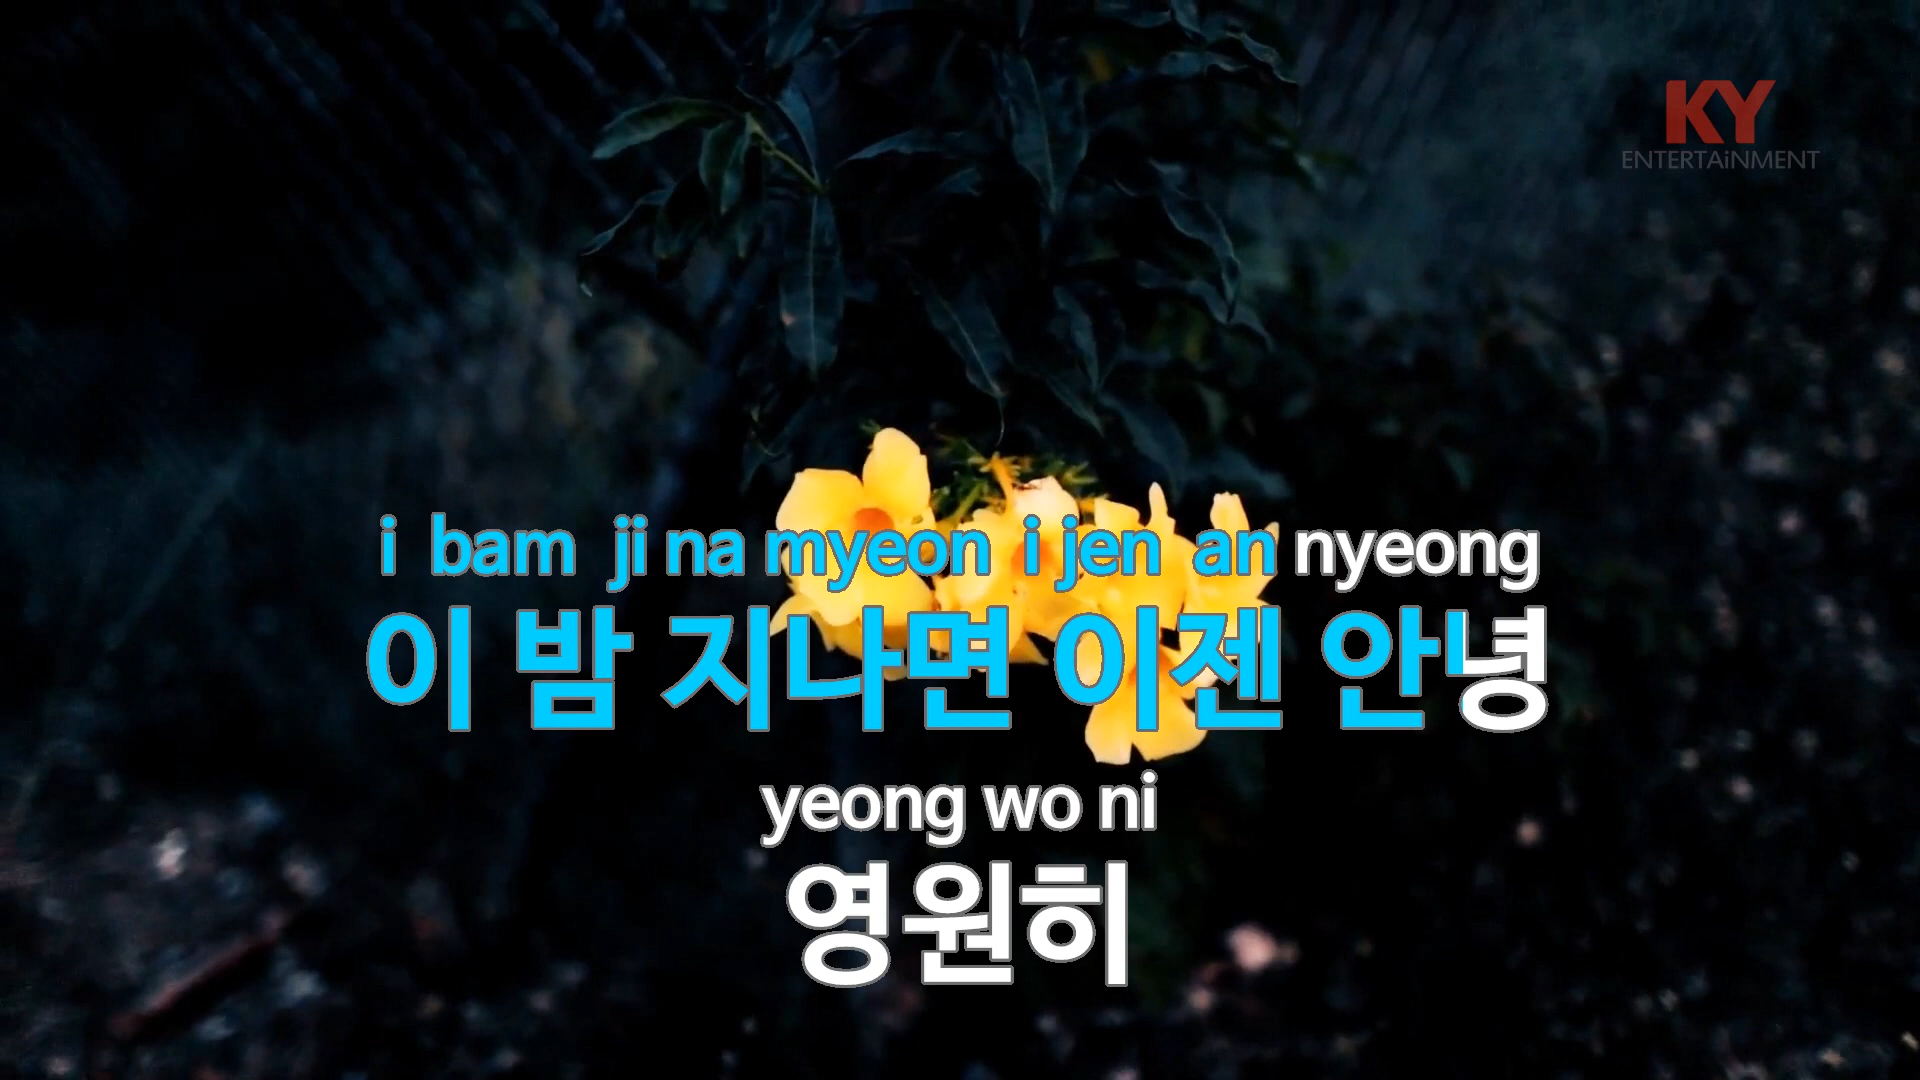 KY
ENTERTAiNMENT
i bam ji na myeon i jen an nyeong
이 밤 지나면 이젠 안녕
yeong wo ni
영원히